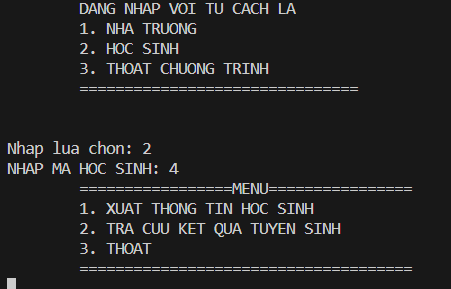 DANG NHAP VOI TU CACH LA
1. NHA TRUONG
2. HOC SINH
3. THOAT CHUONG TRINH
===============================
Nhap lua chon: 2
NHAP MA HOC SINH: 4
=================MENU================
1. XUAT THONG TIN HOC SINH
2. TRA CUU KET QUA TUYEN SINH
3. THOAT
=====================================